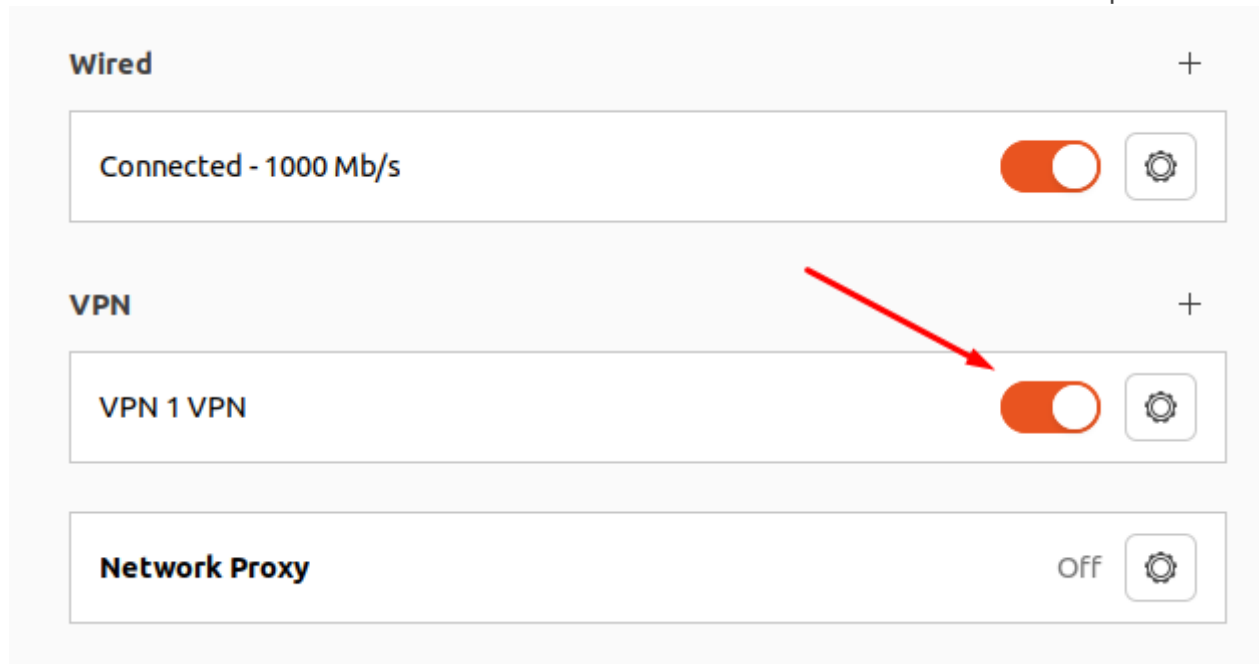 Wired
Connected - 1000 Mb/s
VPN
VPN 1 VPN
Network Proxy Off